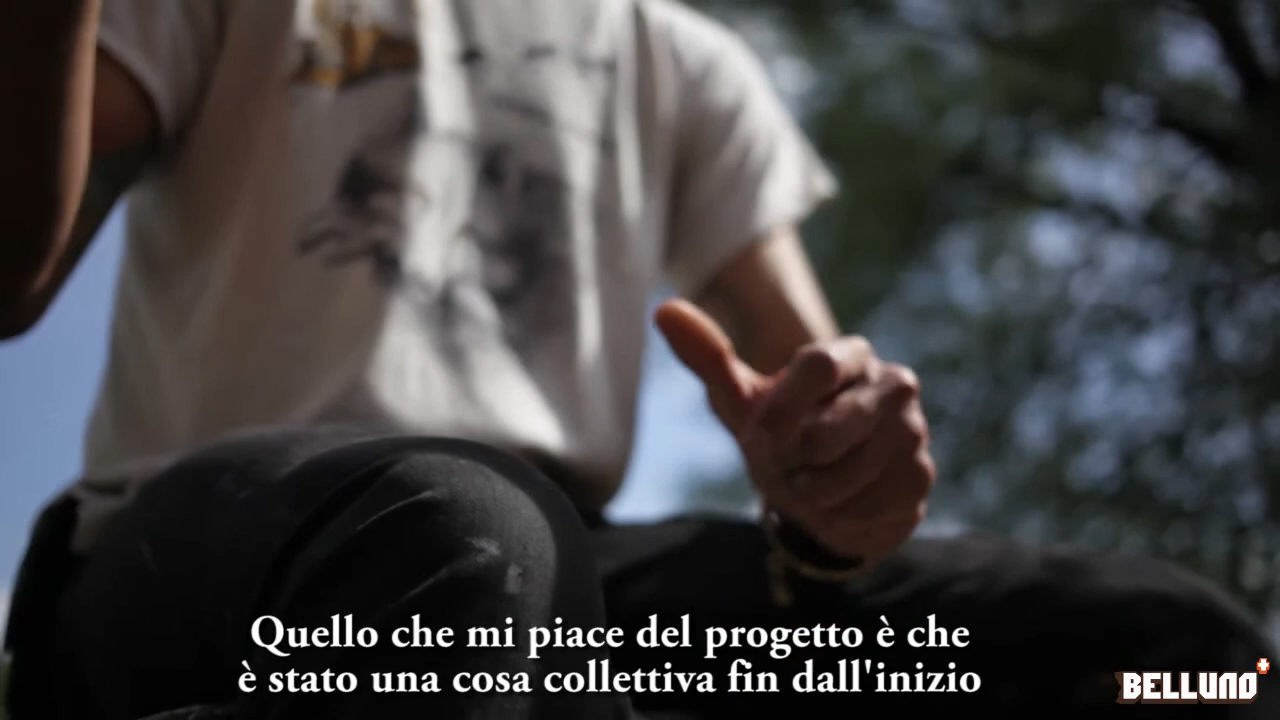 Quello che mi piace del progetto è che
è stato una cosa collettiva fin dall'inizio
BELLUNO